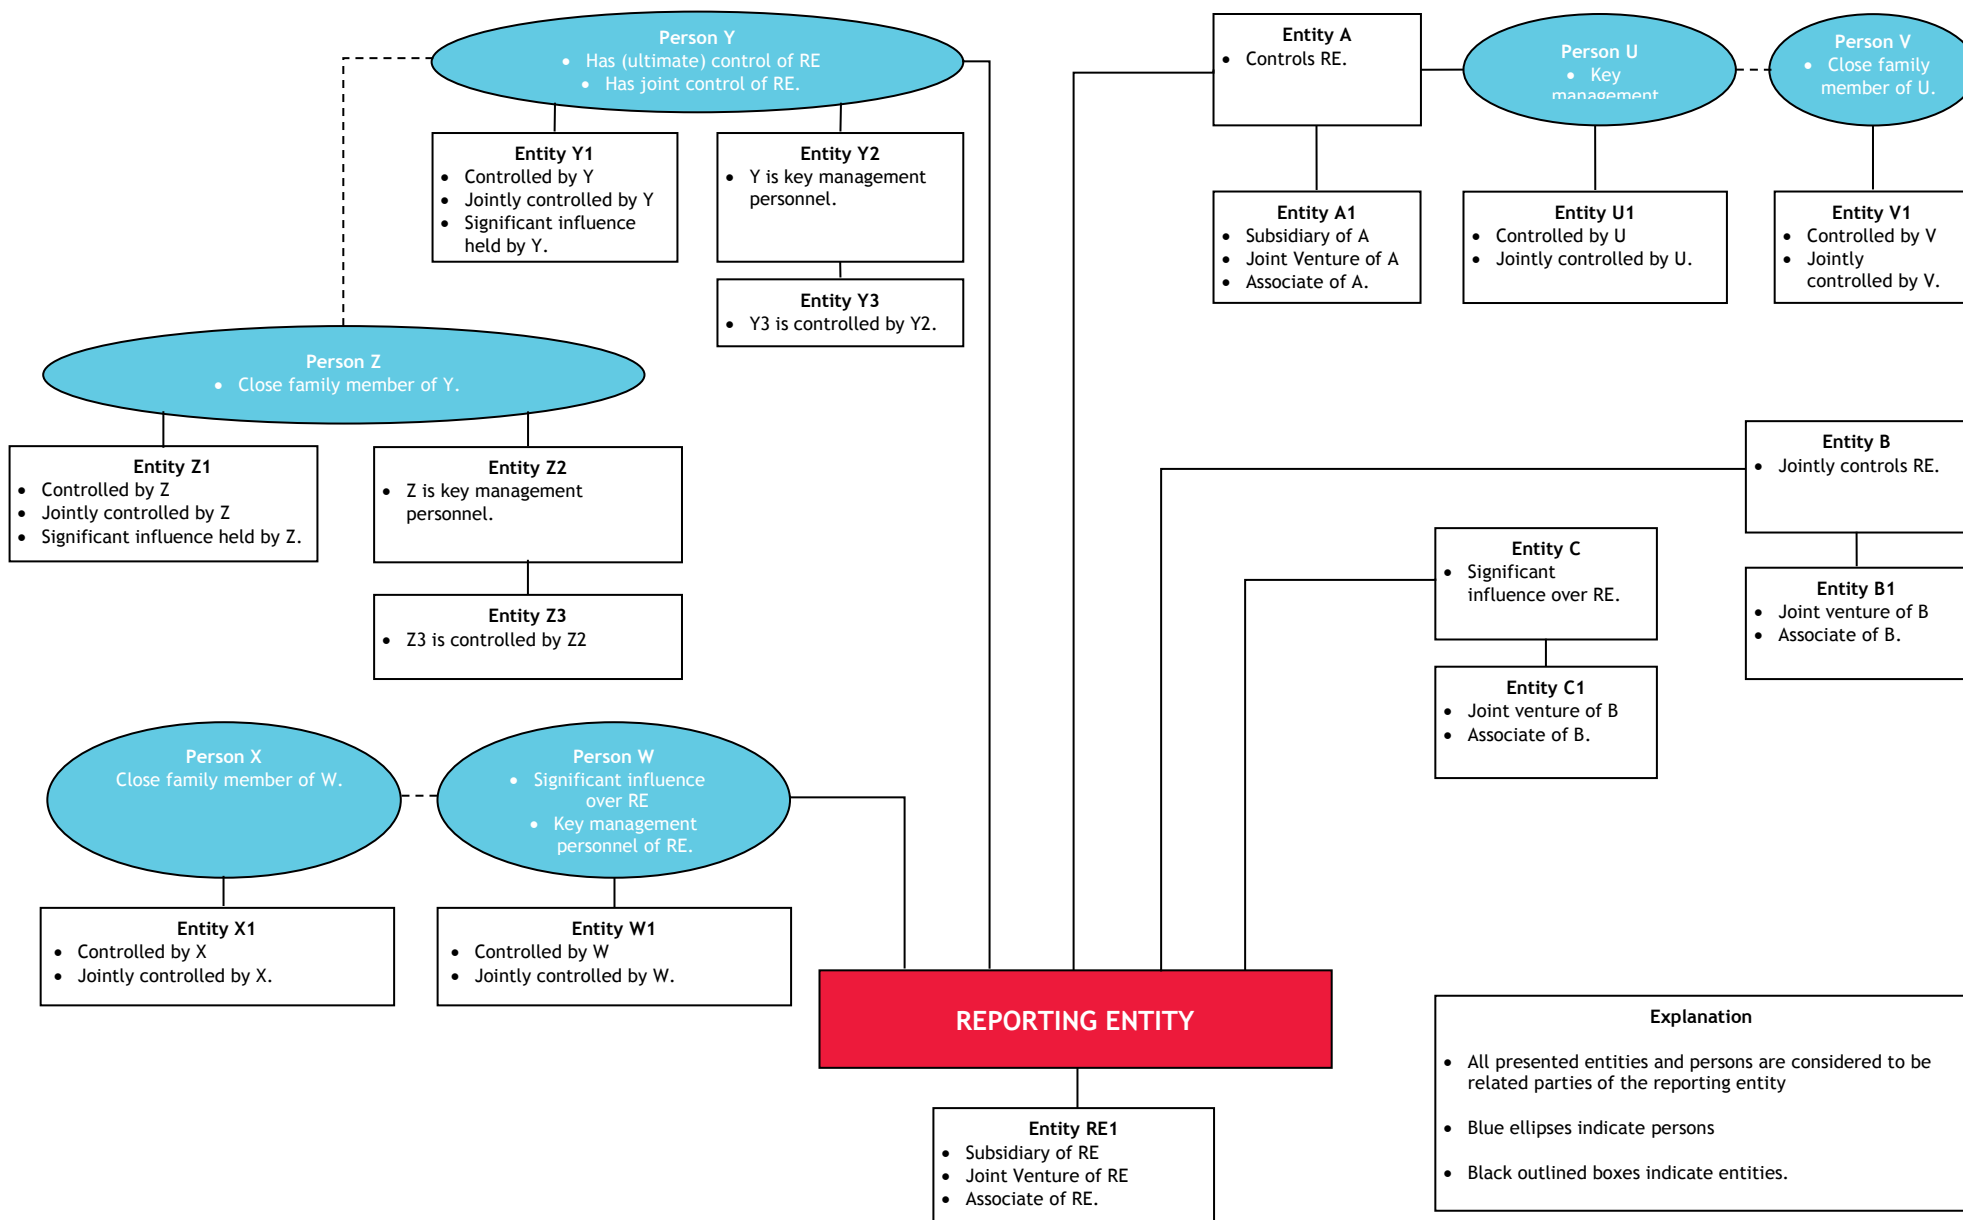 Person Y
• Has (ultimate) control of RE
• Has joint control of RE.
Entity Y1
• Controlled by Y
• Jointly controlled by Y
• Significant influence
held by Y.
Entity Y2
• Y is key management
personnel.
Entity Y3
• Y3 is controlled by Y2.
Person Z
• Close family member of Y.
Entity Z1
• Controlled by Z
• Jointly controlled by Z
• Significant influence held by Z.
Entity Z2
• Z is key management
personnel.
Entity Z3
• Z3 is controlled by Z2
Person X
Close family member of W.
Person W
• Significant influence
over RE
• Key management
personnel of RE.
Entity X1
• Controlled by X
• Jointly controlled by X.
Entity W1
• Controlled by W
• Jointly controlled by W.
Entity A
• Controls RE.
Person U
• Key
management
Person V
• Close family
member of U.
Entity A1
• Subsidiary of A
• Joint Venture of A
• Associate of A.
Entity U1
• Controlled by U
• Jointly controlled by U.
Entity V1
• Controlled by V
• Jointly
controlled by V.
Entity B
• Jointly controls RE.
Entity B1
• Joint venture of B
• Associate of B.
Entity C
• Significant
influence over RE.
Entity C1
• Joint venture of B
• Associate of B.
REPORTING ENTITY
Entity RE1
• Subsidiary of RE
• Joint Venture of RE
• Associate of RE.
Explanation
• All presented entities and persons are considered to be
related parties of the reporting entity
• Blue ellipses indicate persons
• Black outlined boxes indicate entities.